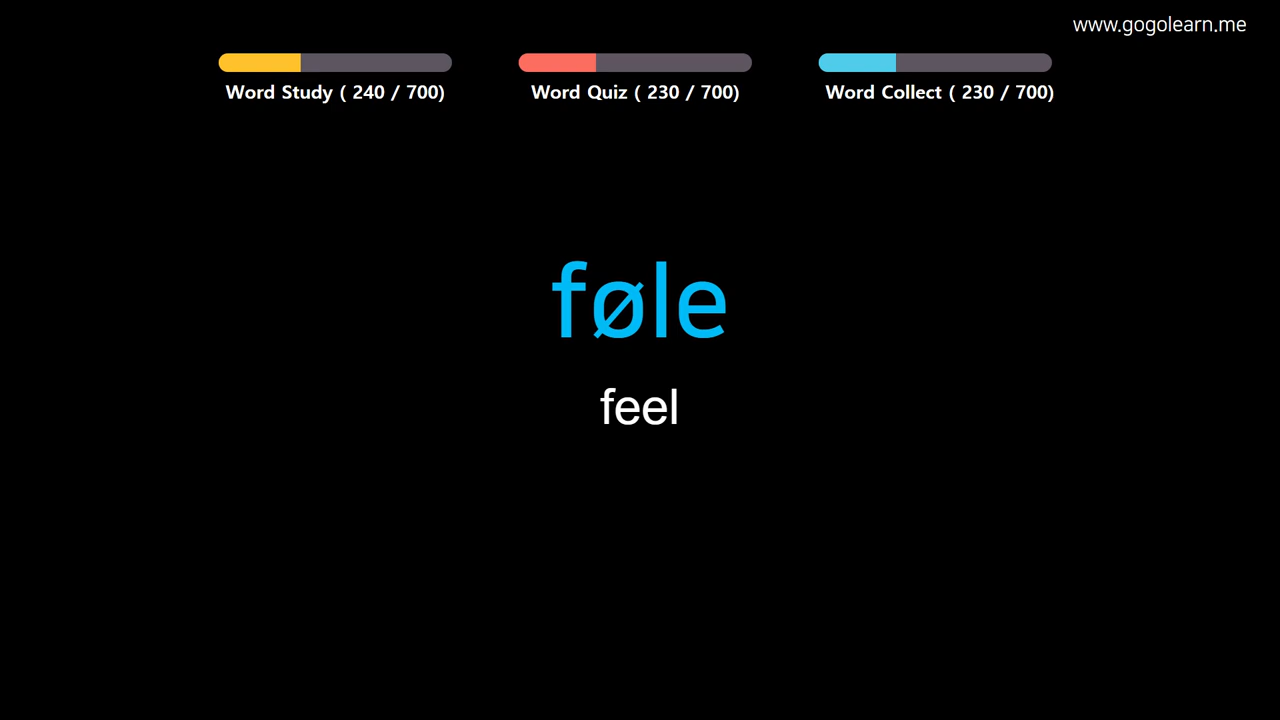 www.gogolearn.me
Word Study ( 240 / 700)
Word Quiz ( 230 / 700)
Word Collect ( 230 / 700)
føle
feel